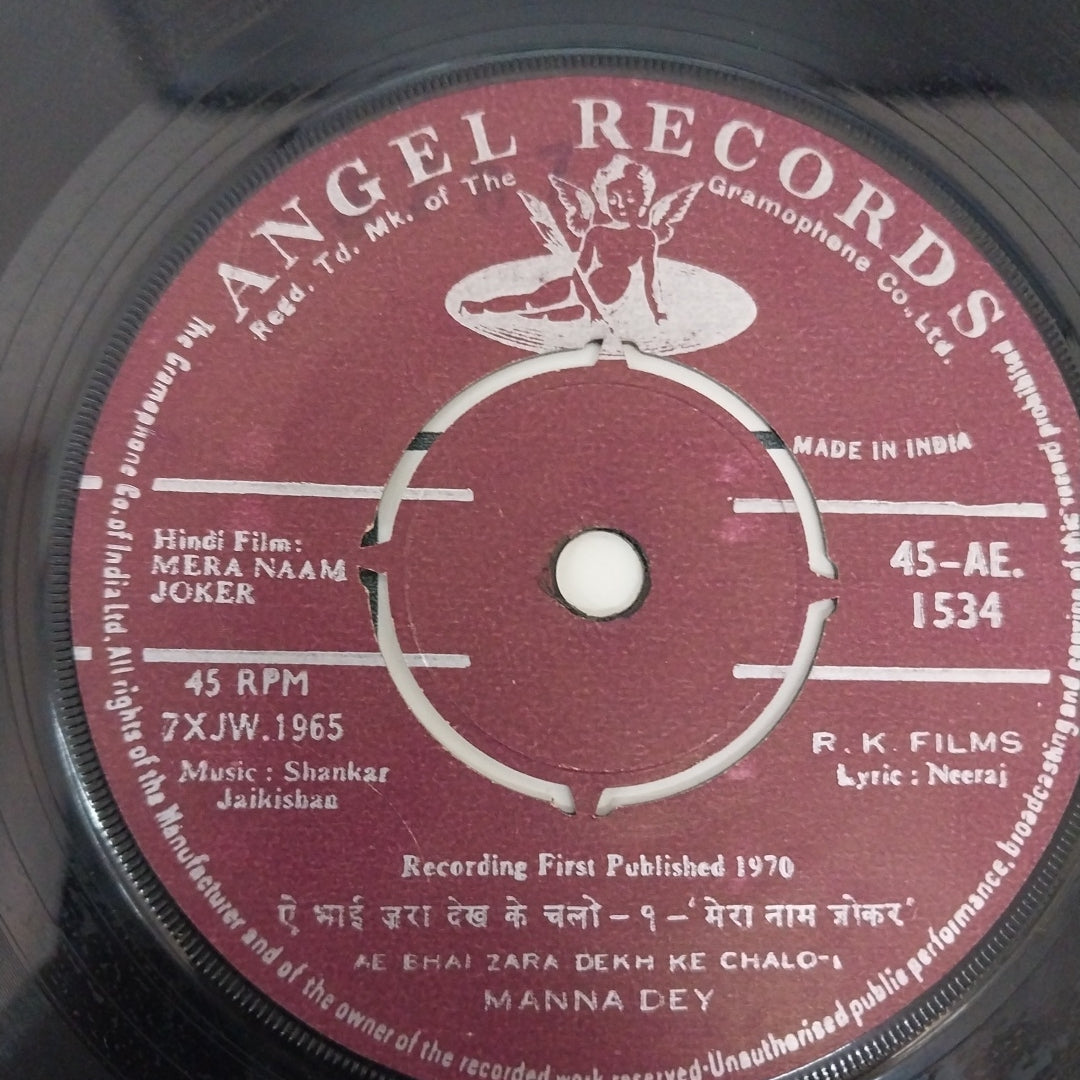 ANGEL RECORDS
Regd. Td. Mk. of The Gramophone Co., Ltd.
MADE IN INDIA
Hindi Film:
MERA NAAM
JOKER
45-AE.
1534
45 RPM
7XJW.1965
Music : Shankar
Jaikishan
R. K. FILMS
Lyric : Neeraj
Recording First Published 1970
ऐ भाई ज़रा देख के चलो - १ - 'मेरा नाम जोकर'
AE BHAI ZARA DEKH KE CHALO-1
MANNA DEY
The Gramophone Co. of India Ltd. All rights of the Manufacturer and of the owner of the recorded work reserved-Unauthorised public performance, broadcasting and copying of this record prohibited